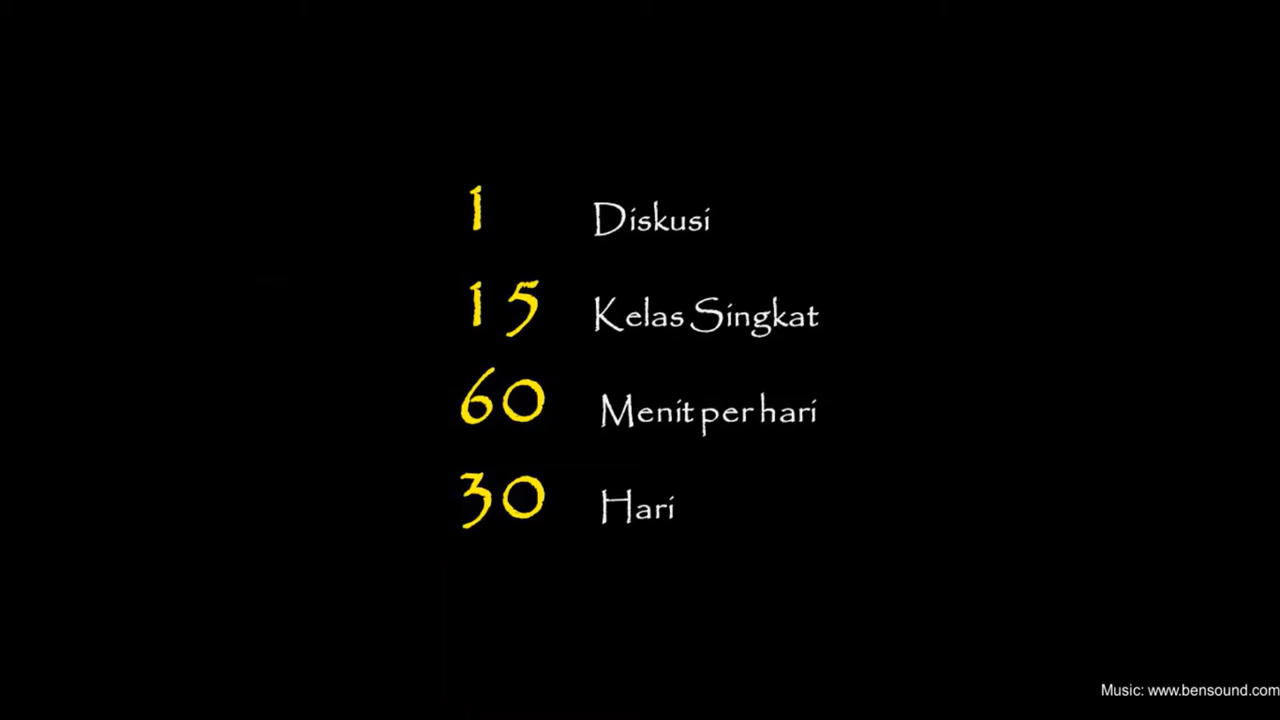 1 Diskusi
15 Kelas Singkat
60 Menit per hari
30 Hari
Music: www.bensound.com